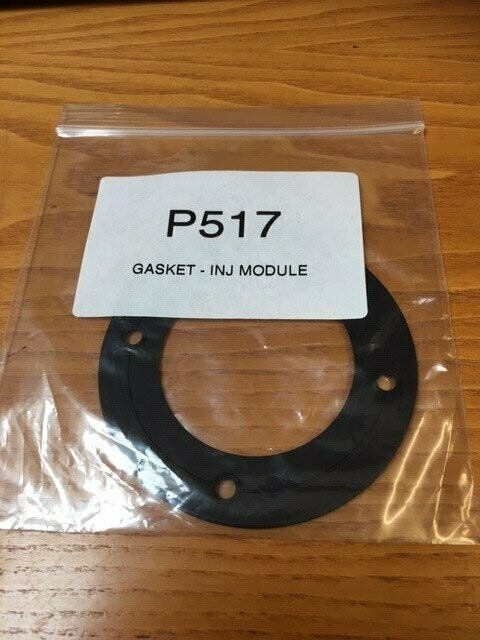 P517
GASKET - INJ MODULE